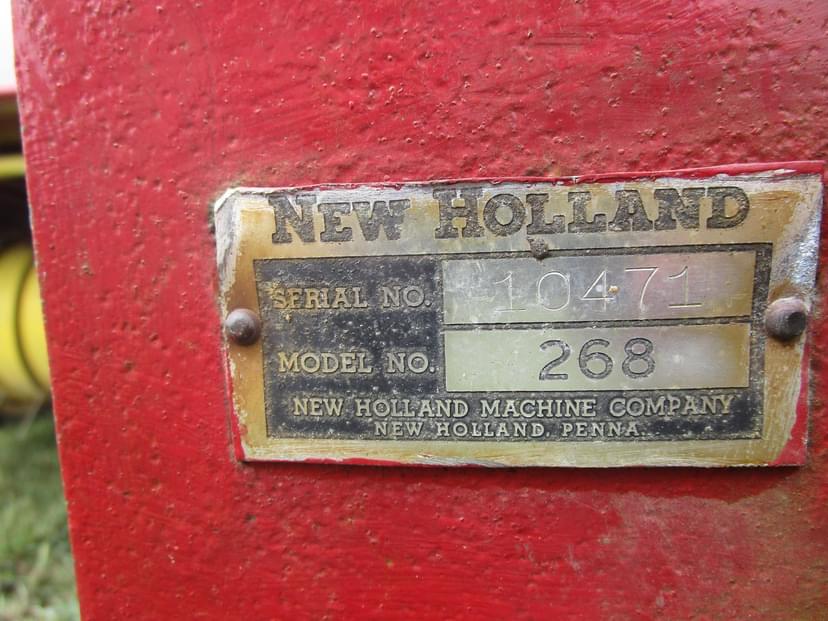 NEW HOLLAND
SERIAL NO. 10471
MODEL NO. 268
NEW HOLLAND MACHINE COMPANY
NEW HOLLAND, PENNA.